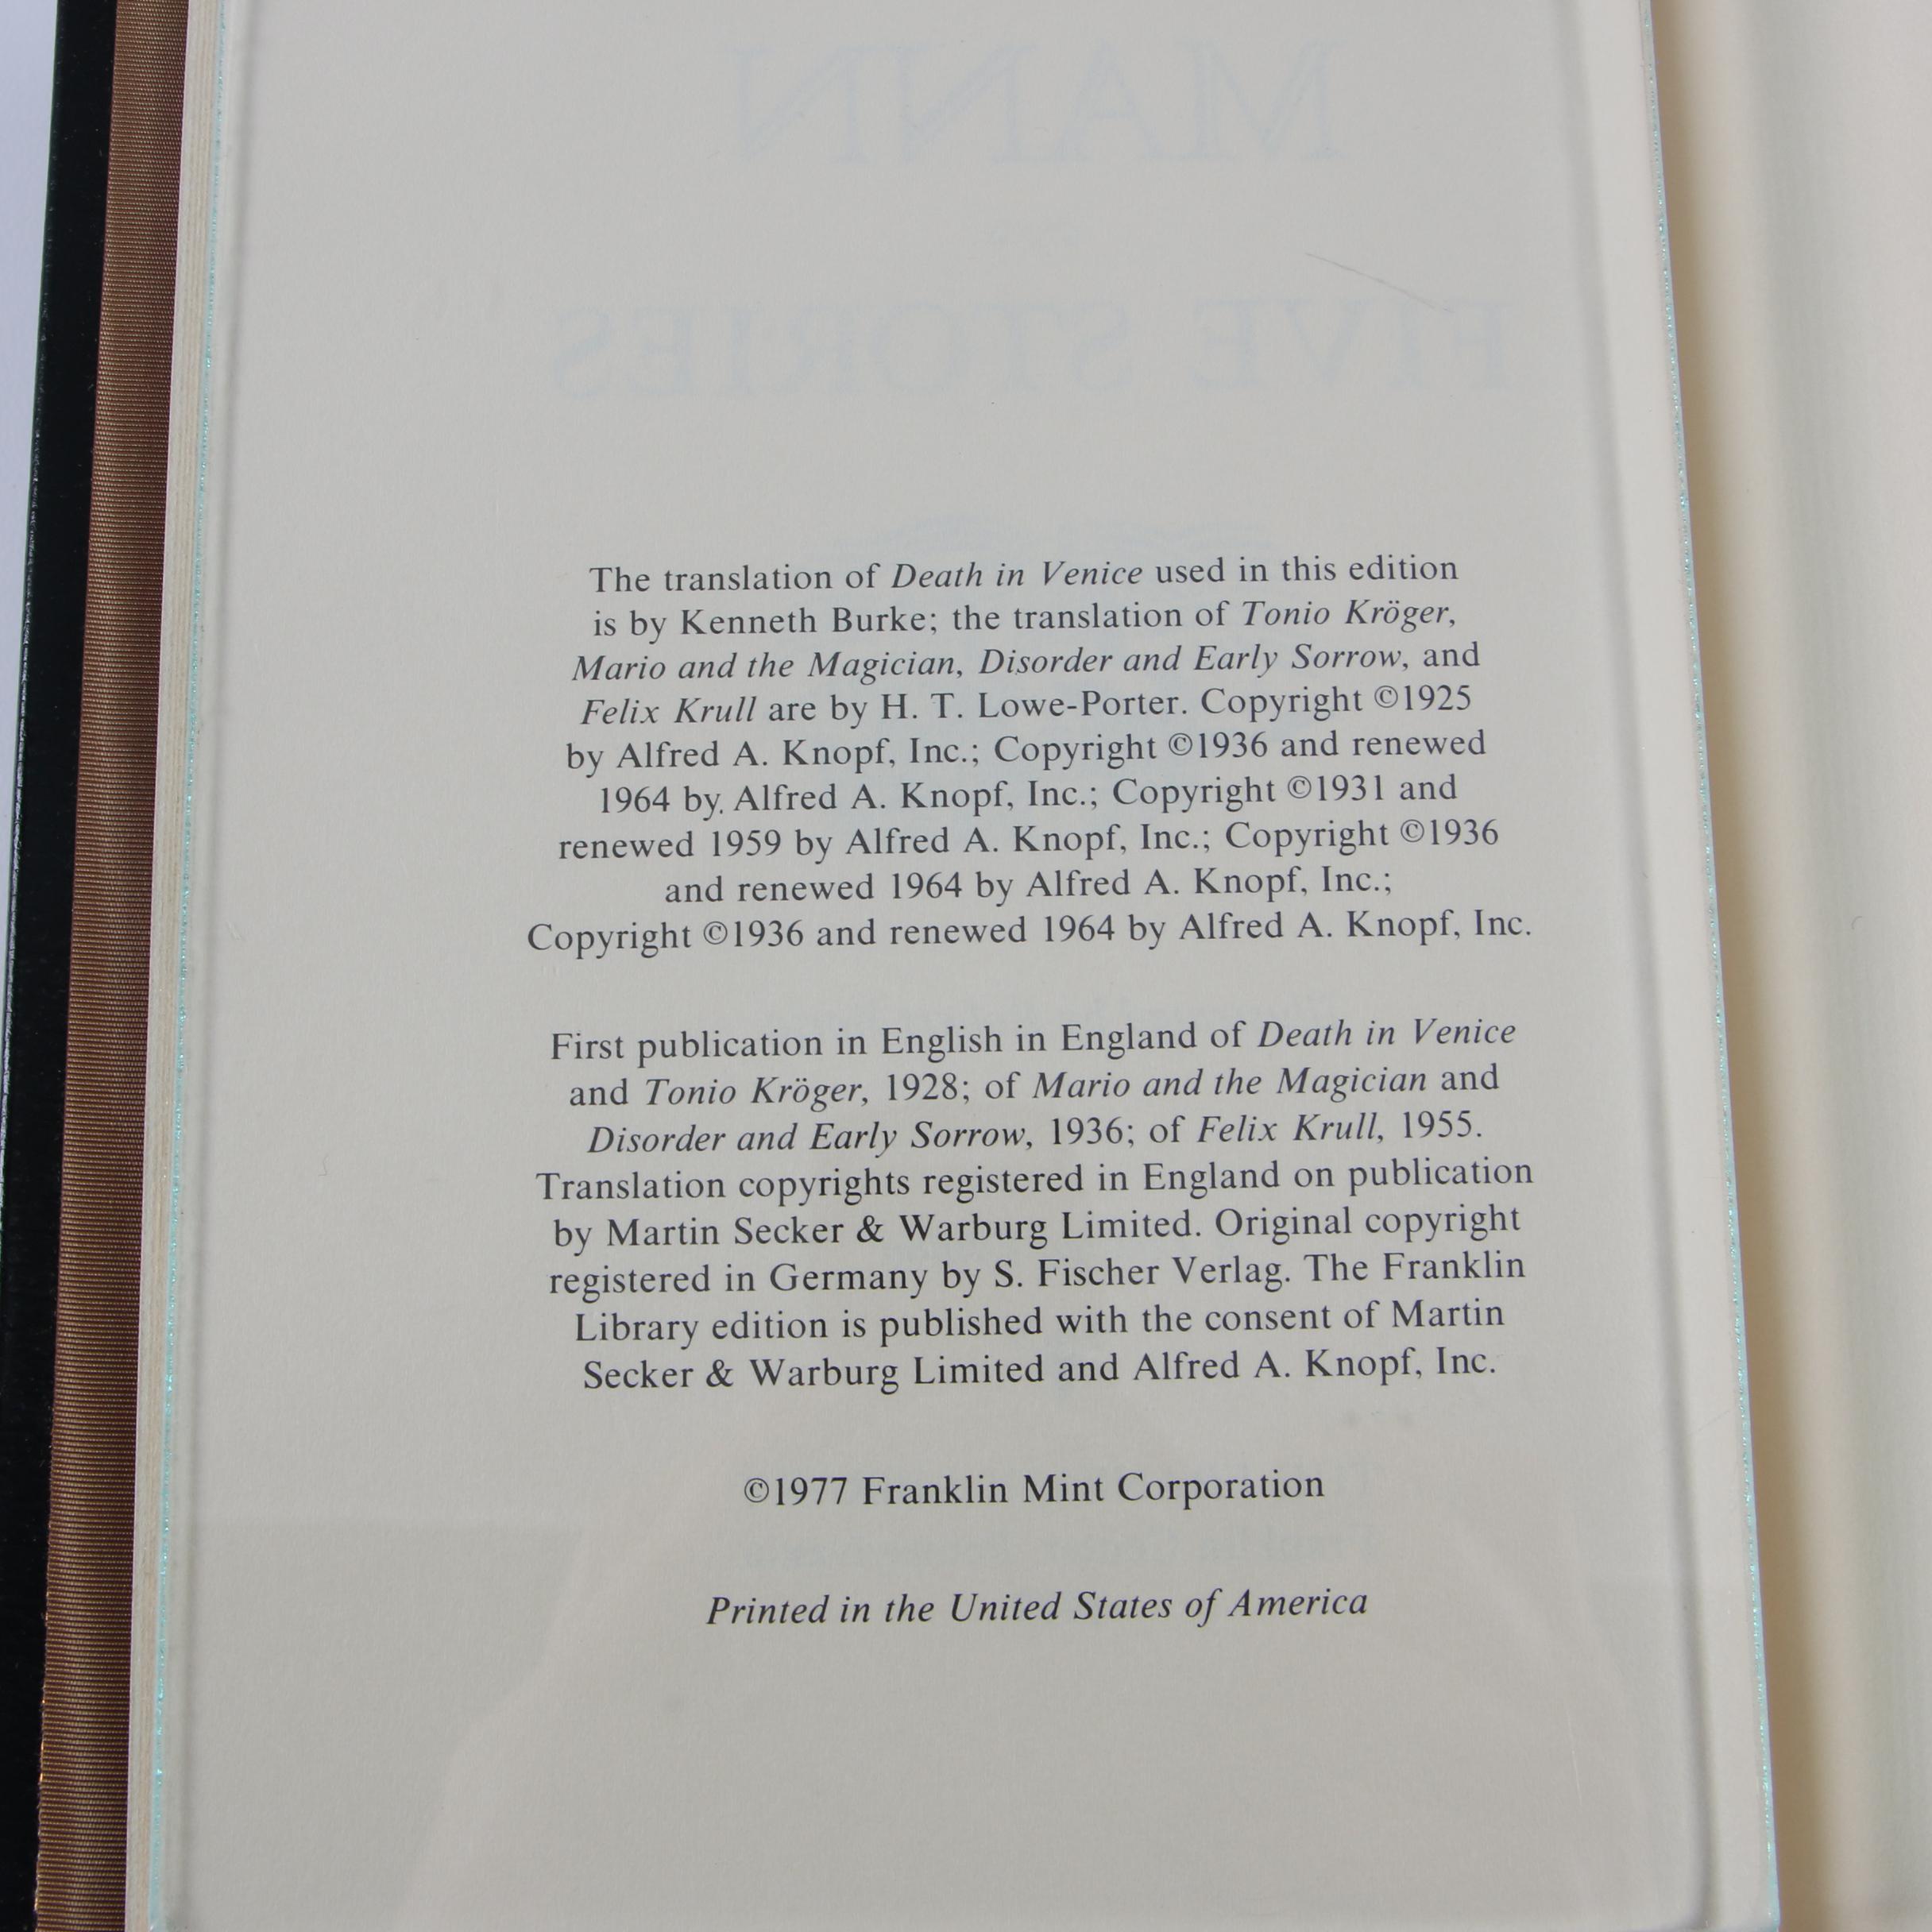 MANN
FIVE STORIES
The translation of Death in Venice used in this edition
is by Kenneth Burke; the translation of Tonio Kröger,
Mario and the Magician, Disorder and Early Sorrow, and
Felix Krull are by H. T. Lowe-Porter. Copyright ©1925
by Alfred A. Knopf, Inc.; Copyright ©1936 and renewed
1964 by Alfred A. Knopf, Inc.; Copyright ©1931 and
renewed 1959 by Alfred A. Knopf, Inc.; Copyright ©1936
and renewed 1964 by Alfred A. Knopf, Inc.;
Copyright ©1936 and renewed 1964 by Alfred A. Knopf, Inc.
First publication in English in England of Death in Venice
and Tonio Kröger, 1928; of Mario and the Magician and
Disorder and Early Sorrow, 1936; of Felix Krull, 1955.
Translation copyrights registered in England on publication
by Martin Secker & Warburg Limited. Original copyright
registered in Germany by S. Fischer Verlag. The Franklin
Library edition is published with the consent of Martin
Secker & Warburg Limited and Alfred A. Knopf, Inc.
©1977 Franklin Mint Corporation
Printed in the United States of America